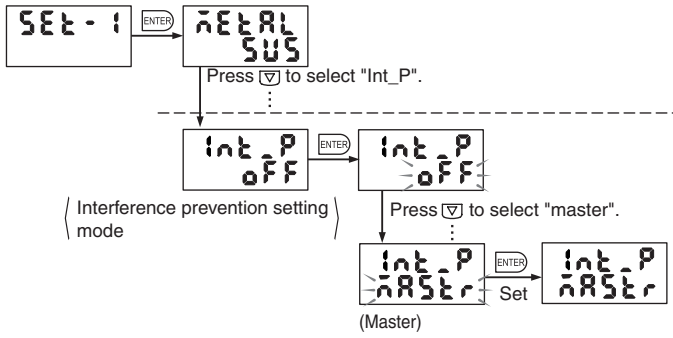 SEt - 1
ENTER
mEtAL
SUS
Press ▽ to select "Int_P".
Int_P
oFF
ENTER
Int_P
oFF
Interference prevention setting
mode
Press ▽ to select "master".
Int_P
mAStr
ENTER
Set
Int_P
mAStr
(Master)